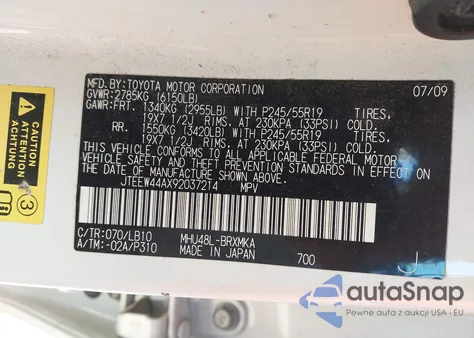 MFD.BY:TOYOTA MOTOR CORPORATION 07/09
GVWR:2785KG (6150LB)
GAWR:FRT. 1340KG (2955LB) WITH P245/55R19 TIRES,
19X7 1/2J RIMS, AT 230KPA (33PSI) COLD.
RR. 1550KG (3420LB) WITH P245/55R19 TIRES,
19X7 1/2J RIMS, AT 230KPA (33PSI) COLD.
THIS VEHICLE CONFORMS TO ALL APPLICABLE FEDERAL MOTOR
VEHICLE SAFETY STANDARDS IN EFFECT ON
THE DATE OF MANUFACTURE SHOWN ABOVE.
JTEEW44AX92037214 MPV
C/TR:070/LB10 MHU48L-BRXMKA
A/TM:-02A/P310 MADE IN JAPAN 700 J
CAUTION
ACHTUNG
ATTENTION
3
autoSnap
Pewne auta z aukcji USA i EU